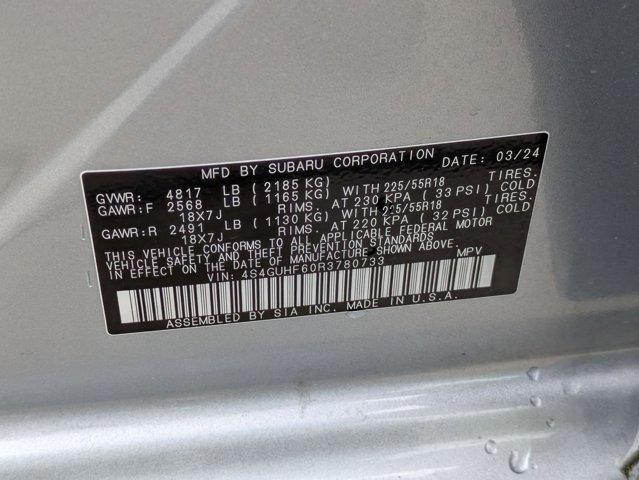 MFD BY SUBARU CORPORATION DATE: 03/24
GVWR: 4817 LB (2185 KG)
GAWR:F 2568 LB (1165 KG) WITH 225/55R18 TIRES.
18X7J RIMS. AT 230 KPA (33 PSI) COLD
GAWR:R 2491 LB (1130 KG) WITH 225/55R18 TIRES.
18X7J RIMS. AT 220 KPA (32 PSI) COLD
THIS VEHICLE CONFORMS TO ALL APPLICABLE FEDERAL MOTOR
VEHICLE SAFETY AND THEFT PREVENTION STANDARDS
IN EFFECT ON THE DATE OF MANUFACTURE SHOWN ABOVE.
VIN: 4S4GUHF60R3780733 MPV
ASSEMBLED BY SIA INC. MADE IN U.S.A.